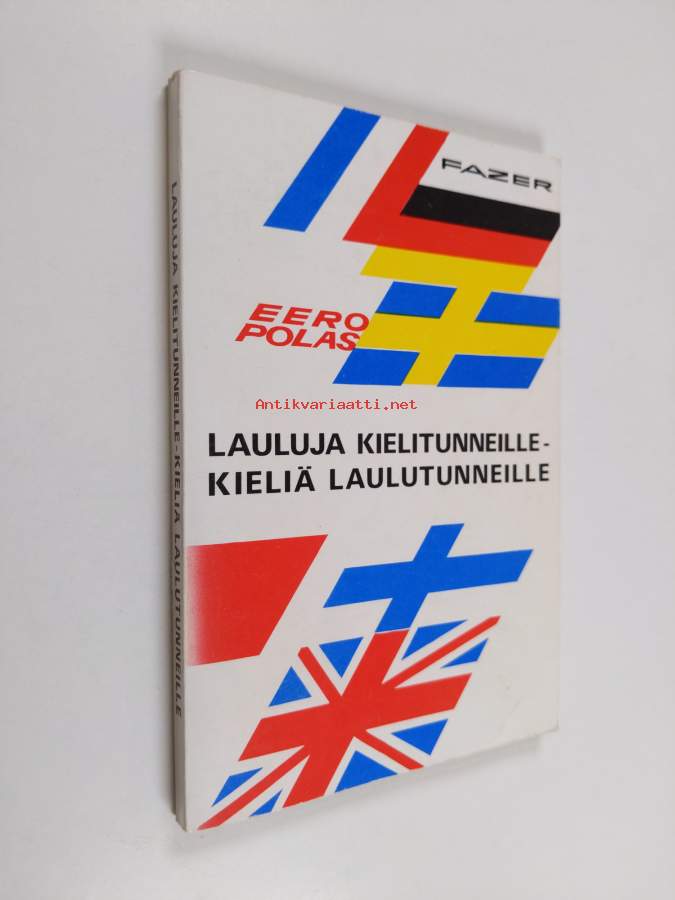 FAZER
EERO
POLAS
Antikvariaatti.net
LAULUJA KIELITUNNEILLE-
KIELIÄ LAULUTUNNEILLE
LAULUJA KIELITUNNEILLE-KIELIÄ LAULUTUNNEILLE